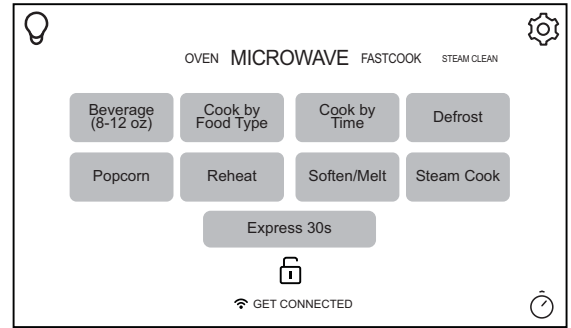 OVEN MICROWAVE FASTCOOK STEAM CLEAN
Beverage
(8-12 oz)
Cook by
Food Type
Cook by
Time
Defrost
Popcorn
Reheat
Soften/Melt
Steam Cook
Express 30s
GET CONNECTED